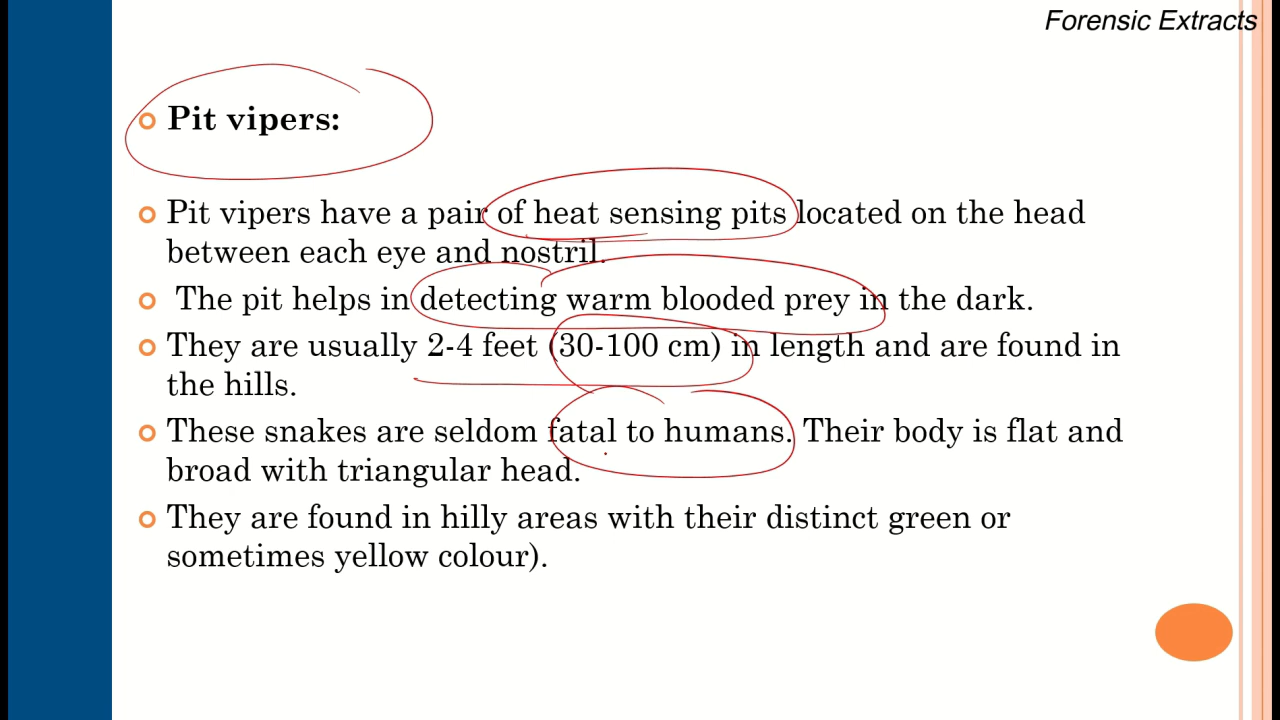 Forensic Extracts
Pit vipers:
Pit vipers have a pair of heat sensing pits located on the head
between each eye and nostril.
The pit helps in detecting warm blooded prey in the dark.
They are usually 2-4 feet (30-100 cm) in length and are found in
the hills.
These snakes are seldom fatal to humans. Their body is flat and
broad with triangular head.
They are found in hilly areas with their distinct green or
sometimes yellow colour).